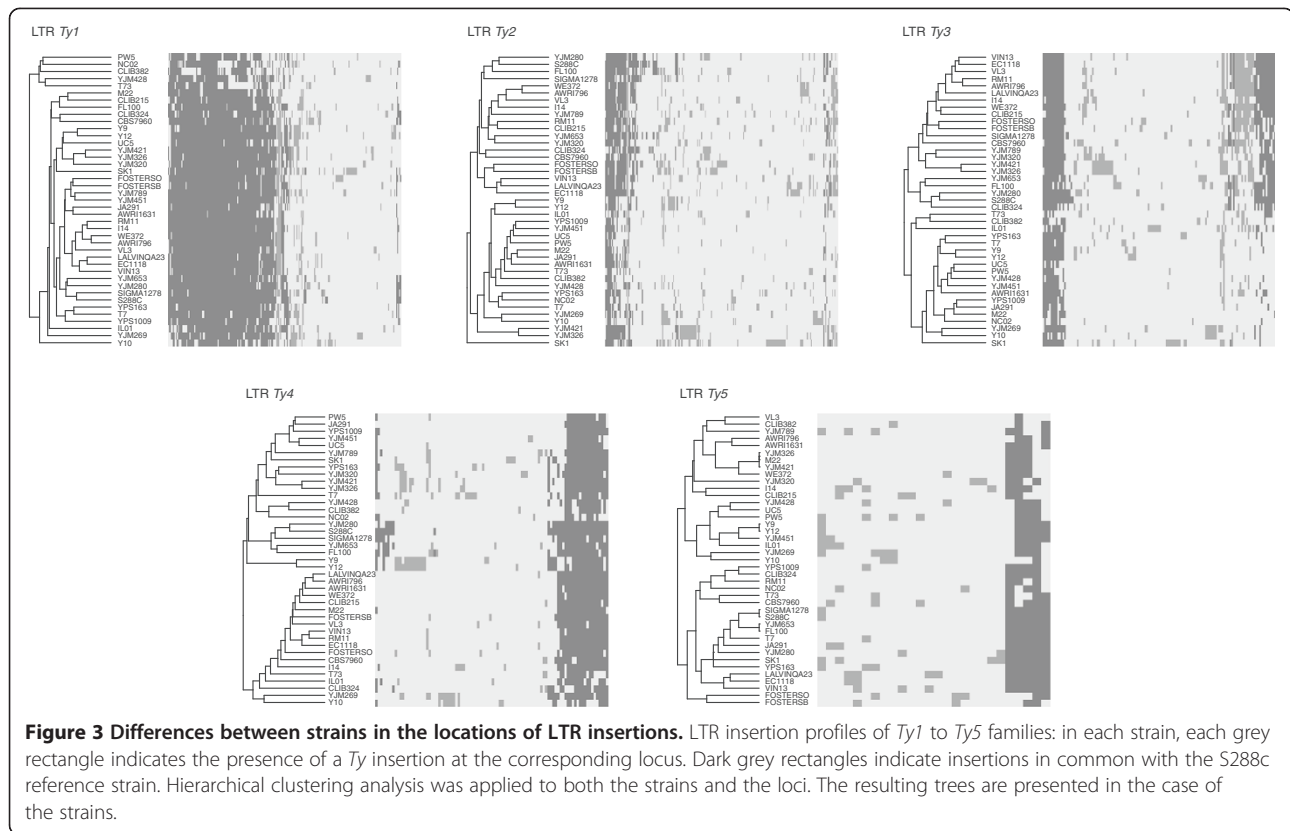 LTR Ty1
PW5
NC02
CLIB382
YJM428
T73
M22
CLIB215
FL100
CLIB324
CBS7960
Y9
Y12
UC5
YJM421
YJM326
YJM320
SK1
FOSTERSO
FOSTERSB
YJM789
YJM451
JA291
AWRI1631
RM11
I14
WE372
AWRI796
VL3
LALVINQA23
EC1118
VIN13
YJM653
YJM280
SIGMA1278
S288C
YPS163
T7
YPS1009
IL01
YJM269
Y10
LTR Ty2
YJM280
S288C
FL100
SIGMA1278
WE372
AWRI796
VL3
I14
YJM789
RM11
CLIB215
YJM653
YJM320
CLIB324
CBS7960
FOSTERSO
FOSTERSB
VIN13
LALVINQA23
EC1118
Y9
Y12
IL01
YPS1009
YJM451
UC5
PW5
M22
JA291
AWRI1631
T73
CLIB382
YJM428
YPS163
NC02
T7
YJM269
Y10
YJM421
YJM326
SK1
LTR Ty3
VIN13
EC1118
VL3
RM11
AWRI796
LALVINQA23
I14
WE372
CLIB215
FOSTERSO
FOSTERSB
SIGMA1278
CBS7960
YJM789
YJM320
YJM421
YJM326
YJM653
FL100
YJM280
S288C
CLIB324
T73
CLIB382
IL01
YPS163
T7
Y9
Y12
UC5
PW5
YJM428
YJM451
AWRI1631
YPS1009
JA291
M22
NC02
YJM269
Y10
SK1
LTR Ty4
PW5
JA291
YPS1009
YJM451
UC5
YJM789
SK1
YPS163
YJM320
YJM421
YJM326
T7
YJM428
CLIB382
NC02
YJM280
S288C
SIGMA1278
YJM653
FL100
Y9
Y12
LALVINQA23
AWRI796
AWRI1631
WE372
CLIB215
M22
FOSTERSB
VL3
VIN13
RM11
EC1118
FOSTERSO
CBS7960
I14
T73
IL01
CLIB324
YJM269
Y10
LTR Ty5
VL3
CLIB382
YJM789
AWRI796
AWRI1631
YJM326
M22
YJM421
WE372
YJM320
I14
CLIB215
YJM428
UC5
PW5
Y9
Y12
YJM451
IL01
YJM269
Y10
YPS1009
CLIB324
RM11
NC02
T73
CBS7960
SIGMA1278
S288C
YJM653
FL100
T7
JA291
YJM280
SK1
YPS163
LALVINQA23
EC1118
VIN13
FOSTERSO
FOSTERSB
Figure 3 Differences between strains in the locations of LTR insertions. LTR insertion profiles of Ty1 to Ty5 families: in each strain, each grey
rectangle indicates the presence of a Ty insertion at the corresponding locus. Dark grey rectangles indicate insertions in common with the S288c
reference strain. Hierarchical clustering analysis was applied to both the strains and the loci. The resulting trees are presented in the case of
the strains.